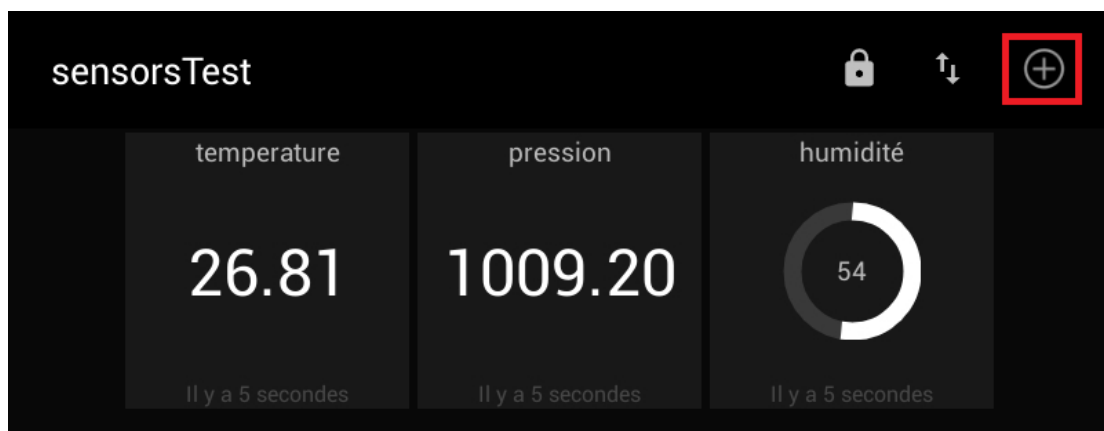 sensorsTest
temperature
pression
humidité
26.81
1009.20
54
Il y a 5 secondes
Il y a 5 secondes
Il y a 5 secondes